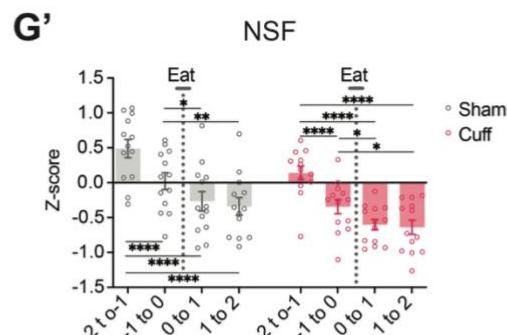 G’
NSF
Eat
Eat
Sham
Cuff
Z-score
1.5
1.0
0.5
0.0
-0.5
-1.0
-1.5
*
**
****
****
****
****
****
****
*
*
2 to-1
-1 to 0
0 to 1
1 to 2
2 to-1
-1 to 0
0 to 1
1 to 2